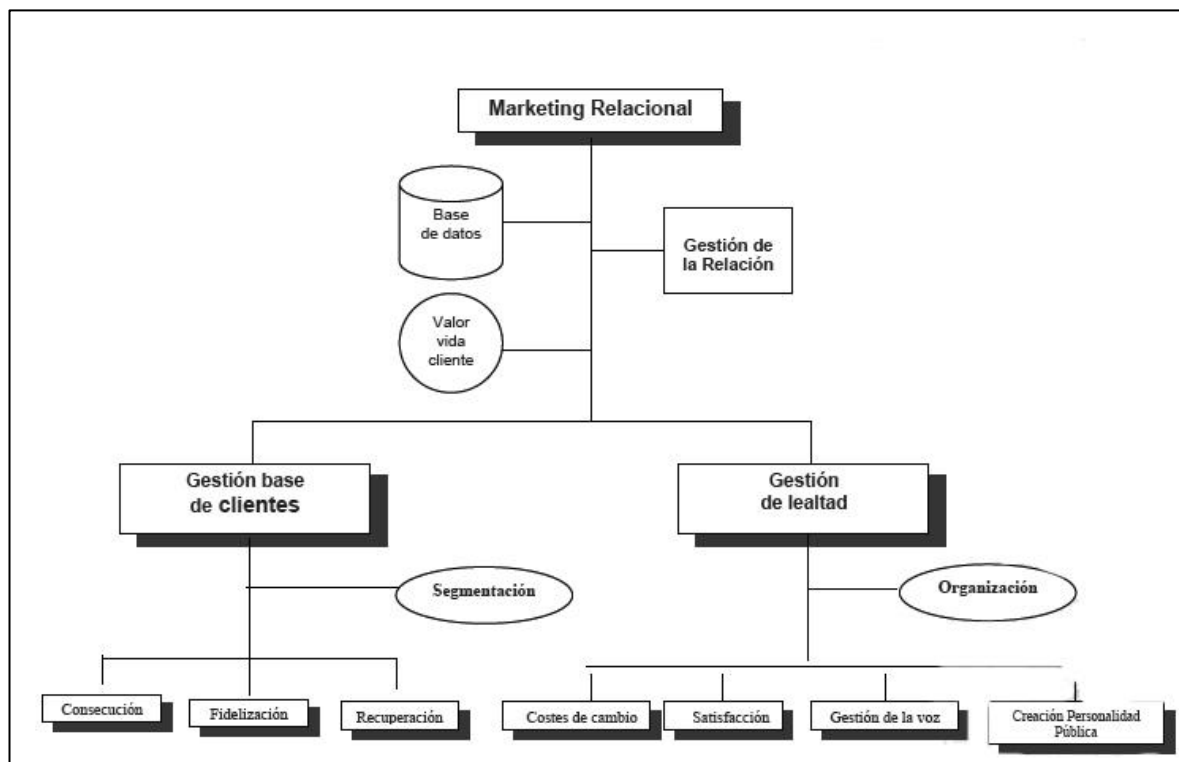 Marketing Relacional
Base
de datos
Gestión de
la Relación
Valor
vida
cliente
Gestión base
de clientes
Gestión
de lealtad
Segmentación
Organización
Consecución
Fidelización
Recuperación
Costes de cambio
Satisfacción
Gestión de la voz
Creación Personalidad
Pública